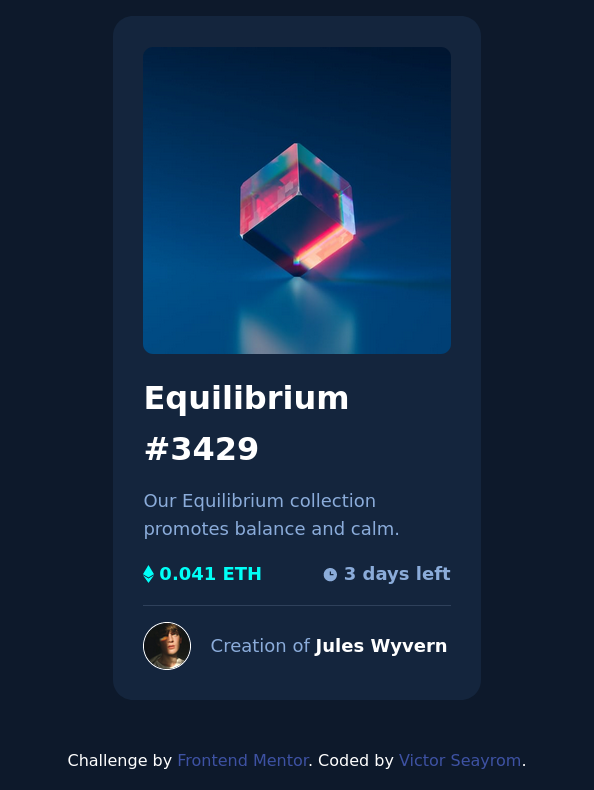 Equilibrium
#3429
Our Equilibrium collection
promotes balance and calm.
0.041 ETH
3 days left
Creation of Jules Wyvern
Challenge by Frontend Mentor. Coded by Victor Seayrom.